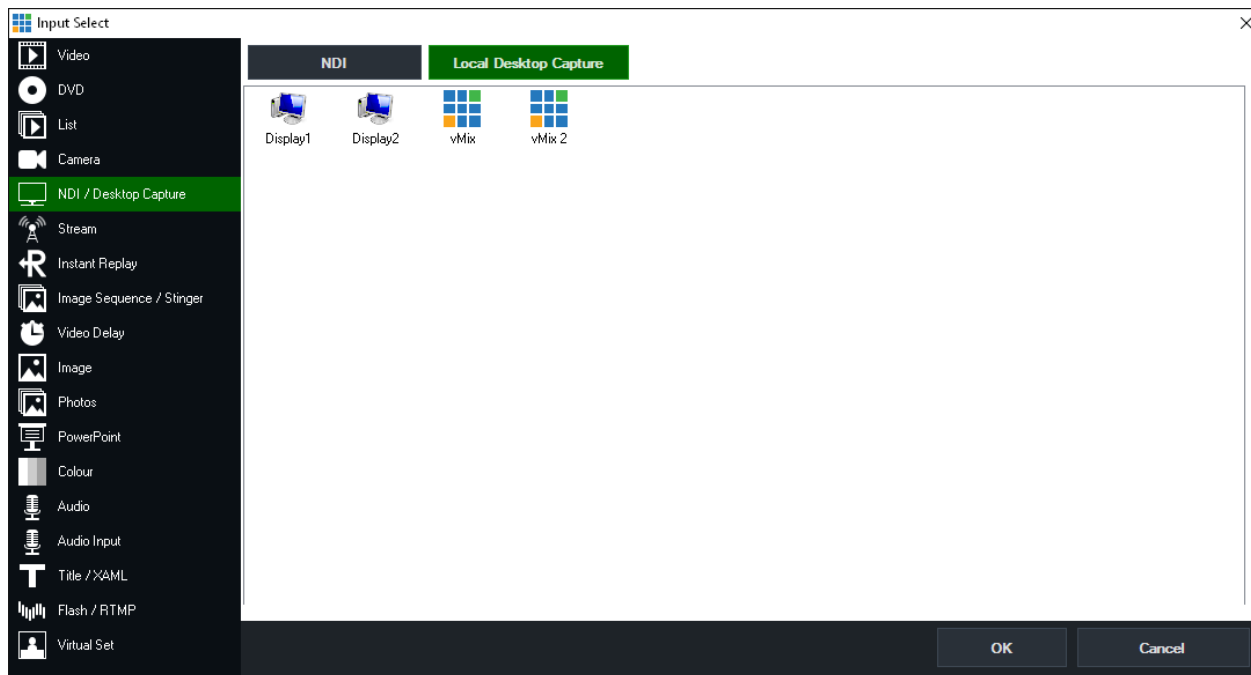 Input Select
Video
DVD
List
Camera
NDI / Desktop Capture
Stream
Instant Replay
Image Sequence / Stinger
Video Delay
Image
Photos
PowerPoint
Colour
Audio
Audio Input
Title / XAML
Flash / RTMP
Virtual Set
NDI
Local Desktop Capture
Display1
Display2
vMix
vMix 2
OK
Cancel